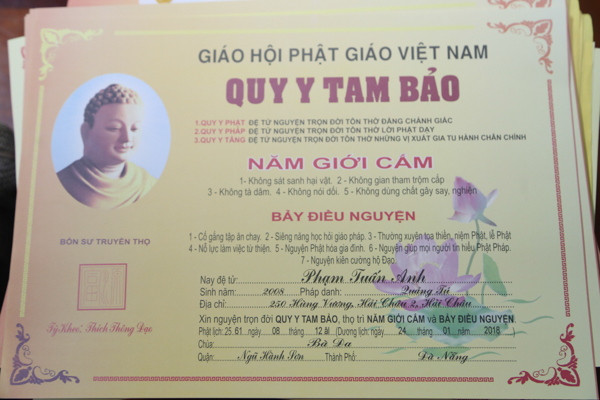 GIÁO HỘI PHẬT GIÁO VIỆT NAM
QUY Y TAM BẢO
1.QUY Y PHẬT ĐỆ TỬ NGUYỆN TRỌN ĐỜI TÔN THỜ ĐẤNG CHÁNH GIÁC
2.QUY Y PHÁP ĐỆ TỬ NGUYỆN TRỌN ĐỜI TÔN THỜ LỜI PHẬT DẠY
3.QUY Y TĂNG ĐỆ TỬ NGUYỆN TRỌN ĐỜI TÔN THỜ NHỮNG VỊ XUẤT GIA TU HÀNH CHÂN CHÍNH
NĂM GIỚI CẤM
1- Không sát sanh hại vật. 2- Không gian tham trộm cắp
3 - Không tà dâm. 4- Không nói dối. 5- Không dùng chất gây say, nghiện
BẢY ĐIỀU NGUYỆN
1 - Cố gắng tập ăn chay. 2 - Siêng năng học hỏi giáo pháp. 3 - Thường xuyên tọa thiền, niệm Phật, lễ Phật
4 - Nỗ lực làm việc từ thiện. 5 - Nguyện Phật hóa gia đình. 6 - Nguyện giúp mọi người tin hiểu Phật Pháp.
7 - Nguyện kiên cường hộ Đạo.
BỔN SƯ TRUYỀN THỌ
Nay đệ tử: Phạm Tuấn Anh
Sinh năm: 2008 Pháp danh: Quảng Tú
Địa chỉ: 250 Hùng Vương, Hải Châu 2, Hải Châu
Xin nguyện trọn đời QUY Y TAM BẢO, thọ trì NĂM GIỚI CẤM và BẢY ĐIỀU NGUYỆN
Phật lịch: 25 61 ngày 08 12 âl (Dương lịch: ngày 24 01 năm 2018)
Chùa Bà Đa
Quận: Ngũ Hành Sơn Thành Phố: Đà Nẵng
Tỳ Kheo: Thích Thông Đạo